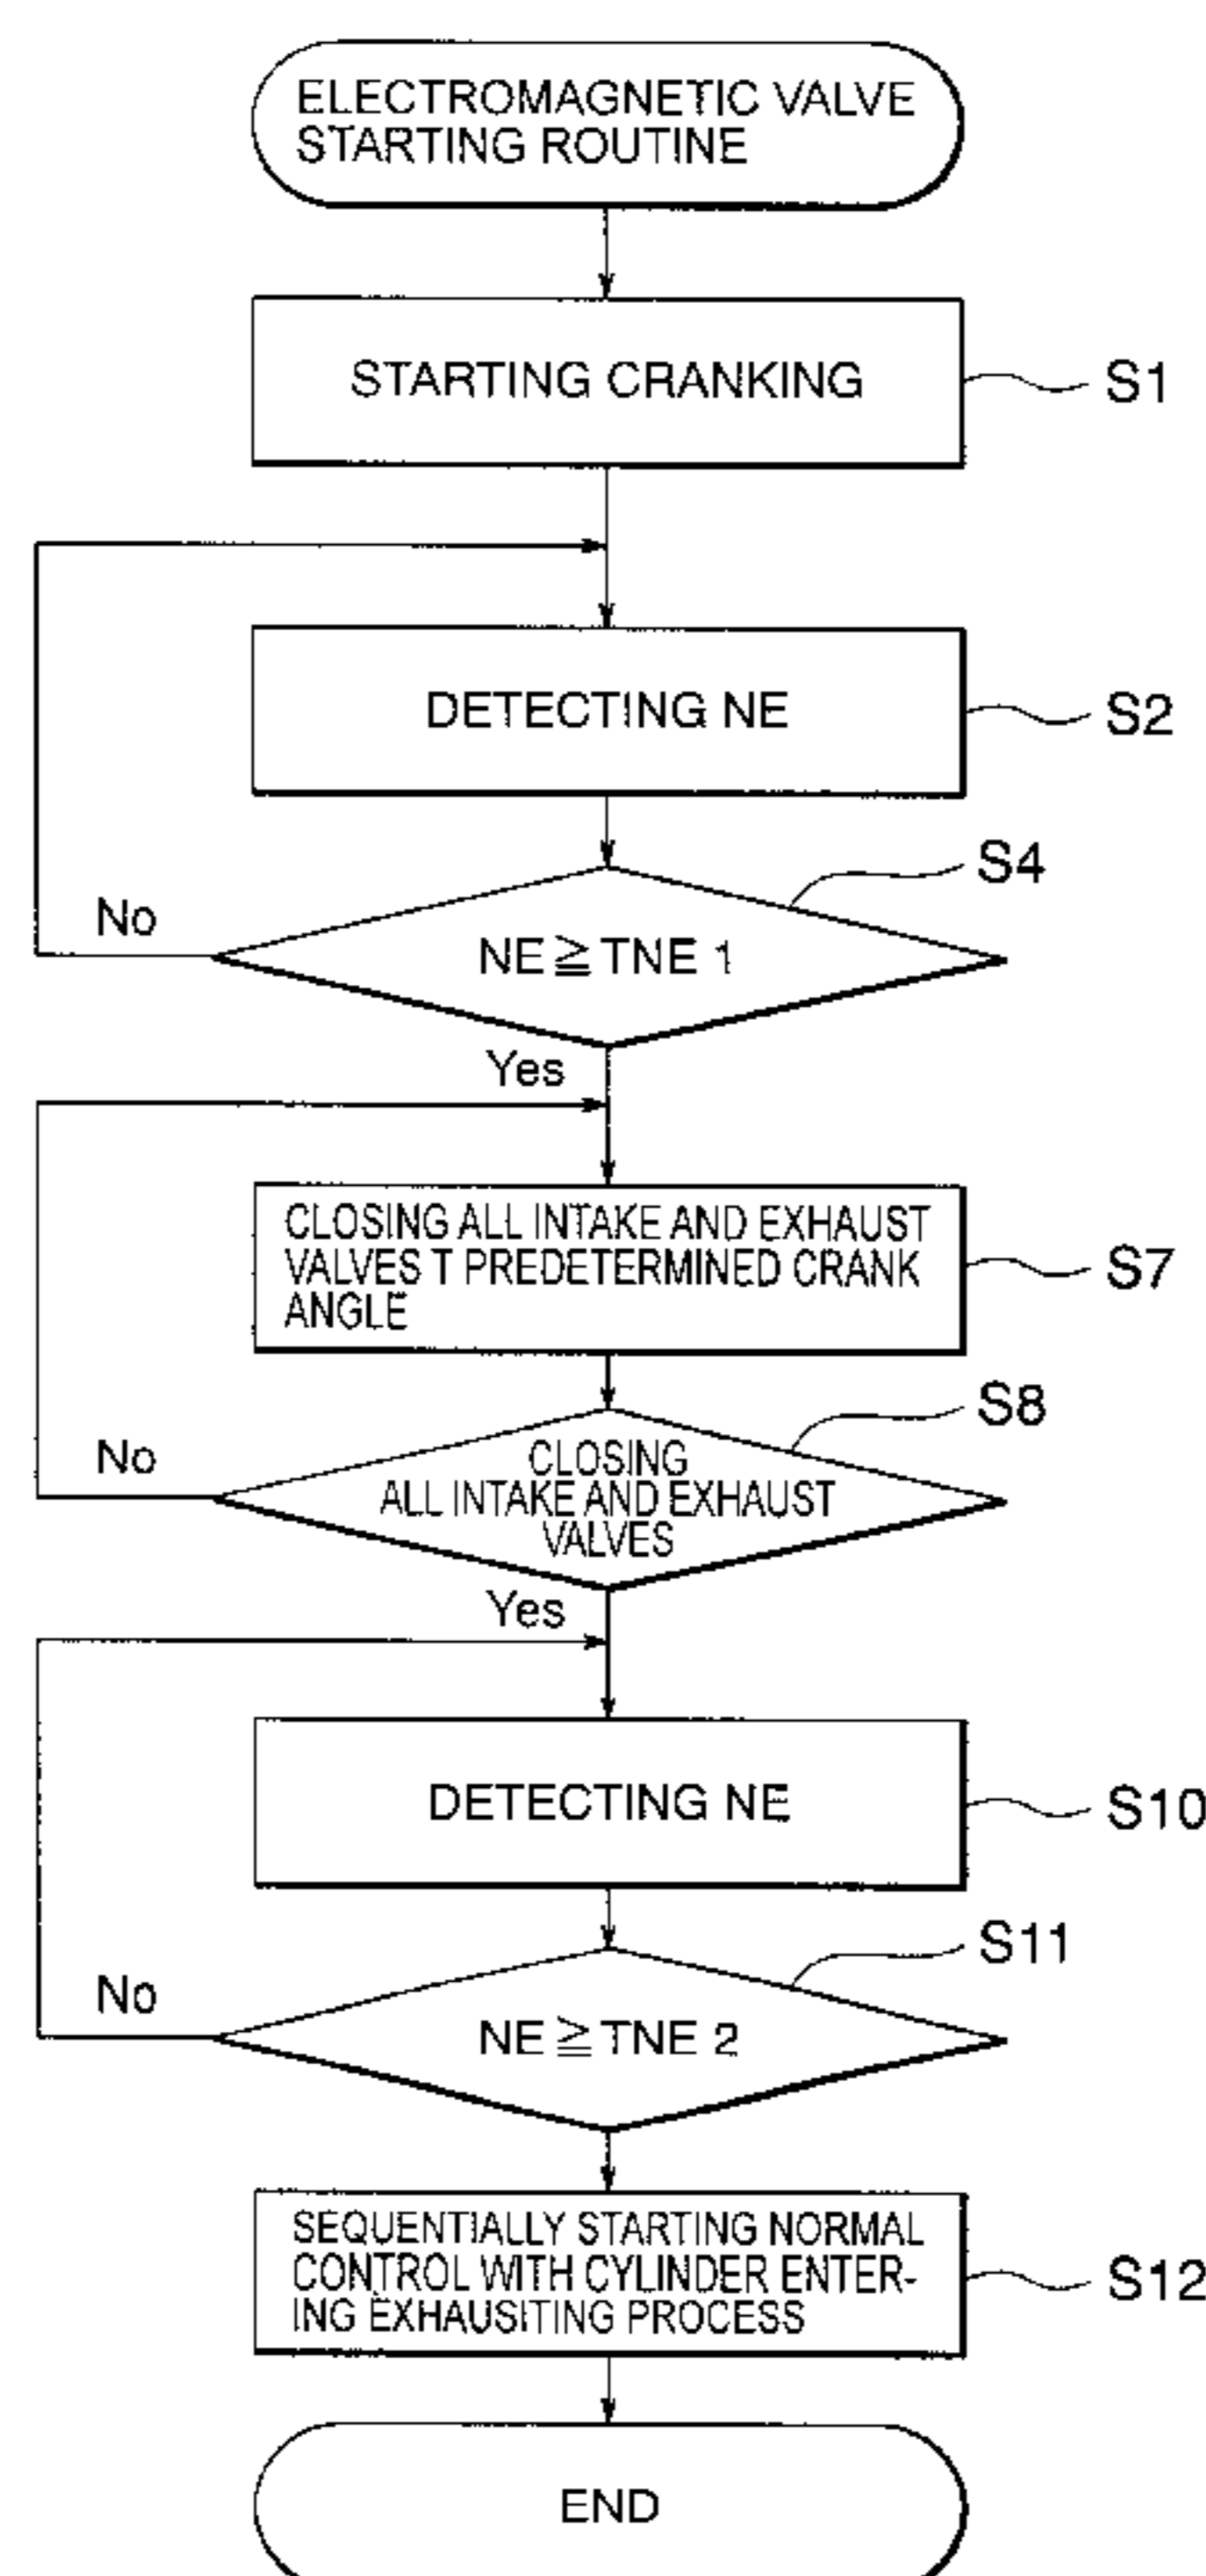 ELECTROMAGNETIC VALVE
STARTING ROUTINE
STARTING CRANKING
S1
DETECTING NE
S2
S4
No
NE ≧ TNE 1
Yes
CLOSING ALL INTAKE AND EXHAUST
VALVES T PREDETERMINED CRANK
ANGLE
S7
S8
No
CLOSING
ALL INTAKE AND EXHAUST
VALVES
Yes
DETECTING NE
S10
S11
No
NE ≧ TNE 2
SEQUENTIALLY STARTING NORMAL
CONTROL WITH CYLINDER ENTER-
ING EXHAUSITING PROCESS
S12
END